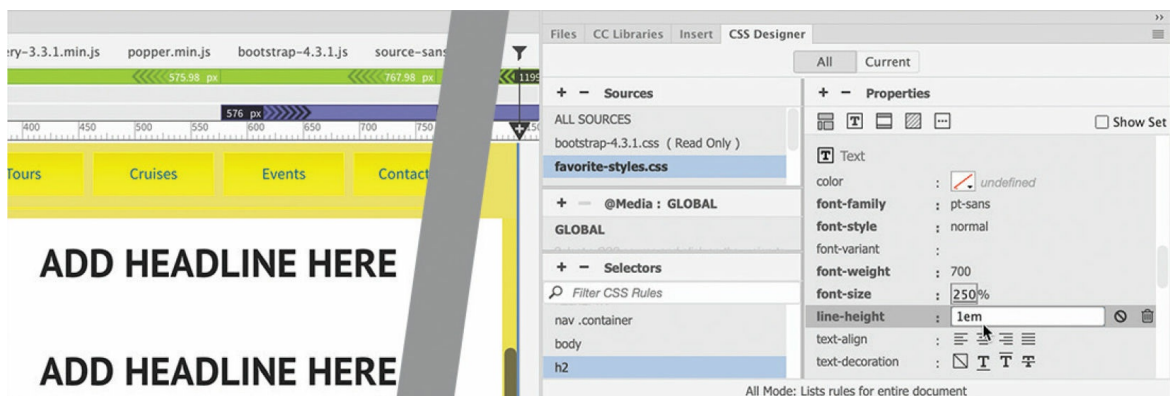 ry-3.3.1.min.js popper.min.js bootstrap-4.3.1.js source-sans
575.98 px 767.98 px 1199
576 px
400 450 500 550 600 650 700 750 50
Tours Cruises Events Contact
ADD HEADLINE HERE
ADD HEADLINE HERE
Files CC Libraries Insert CSS Designer
All Current
+ − Sources
ALL SOURCES
bootstrap-4.3.1.css ( Read Only )
favorite-styles.css
+ − @Media : GLOBAL
GLOBAL
+ − Selectors
Filter CSS Rules
nav .container
body
h2
+ − Properties
Show Set
T Text
color : undefined
font-family : pt-sans
font-style : normal
font-variant :
font-weight : 700
font-size : 250%
line-height : 1em
text-align :
text-decoration : T T T
All Mode: Lists rules for entire document